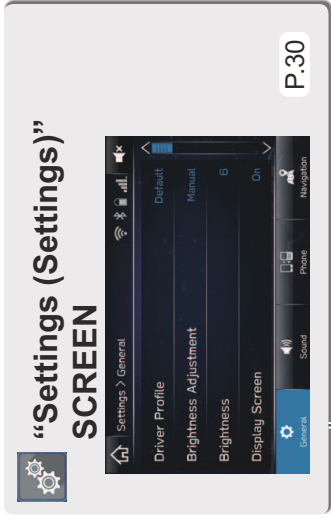 “Settings (Settings)”
SCREEN
Settings > General
Driver Profile Default
Brightness Adjustment Manual
Brightness 6
Display Screen On
General Sound Phone Navigation
P.30